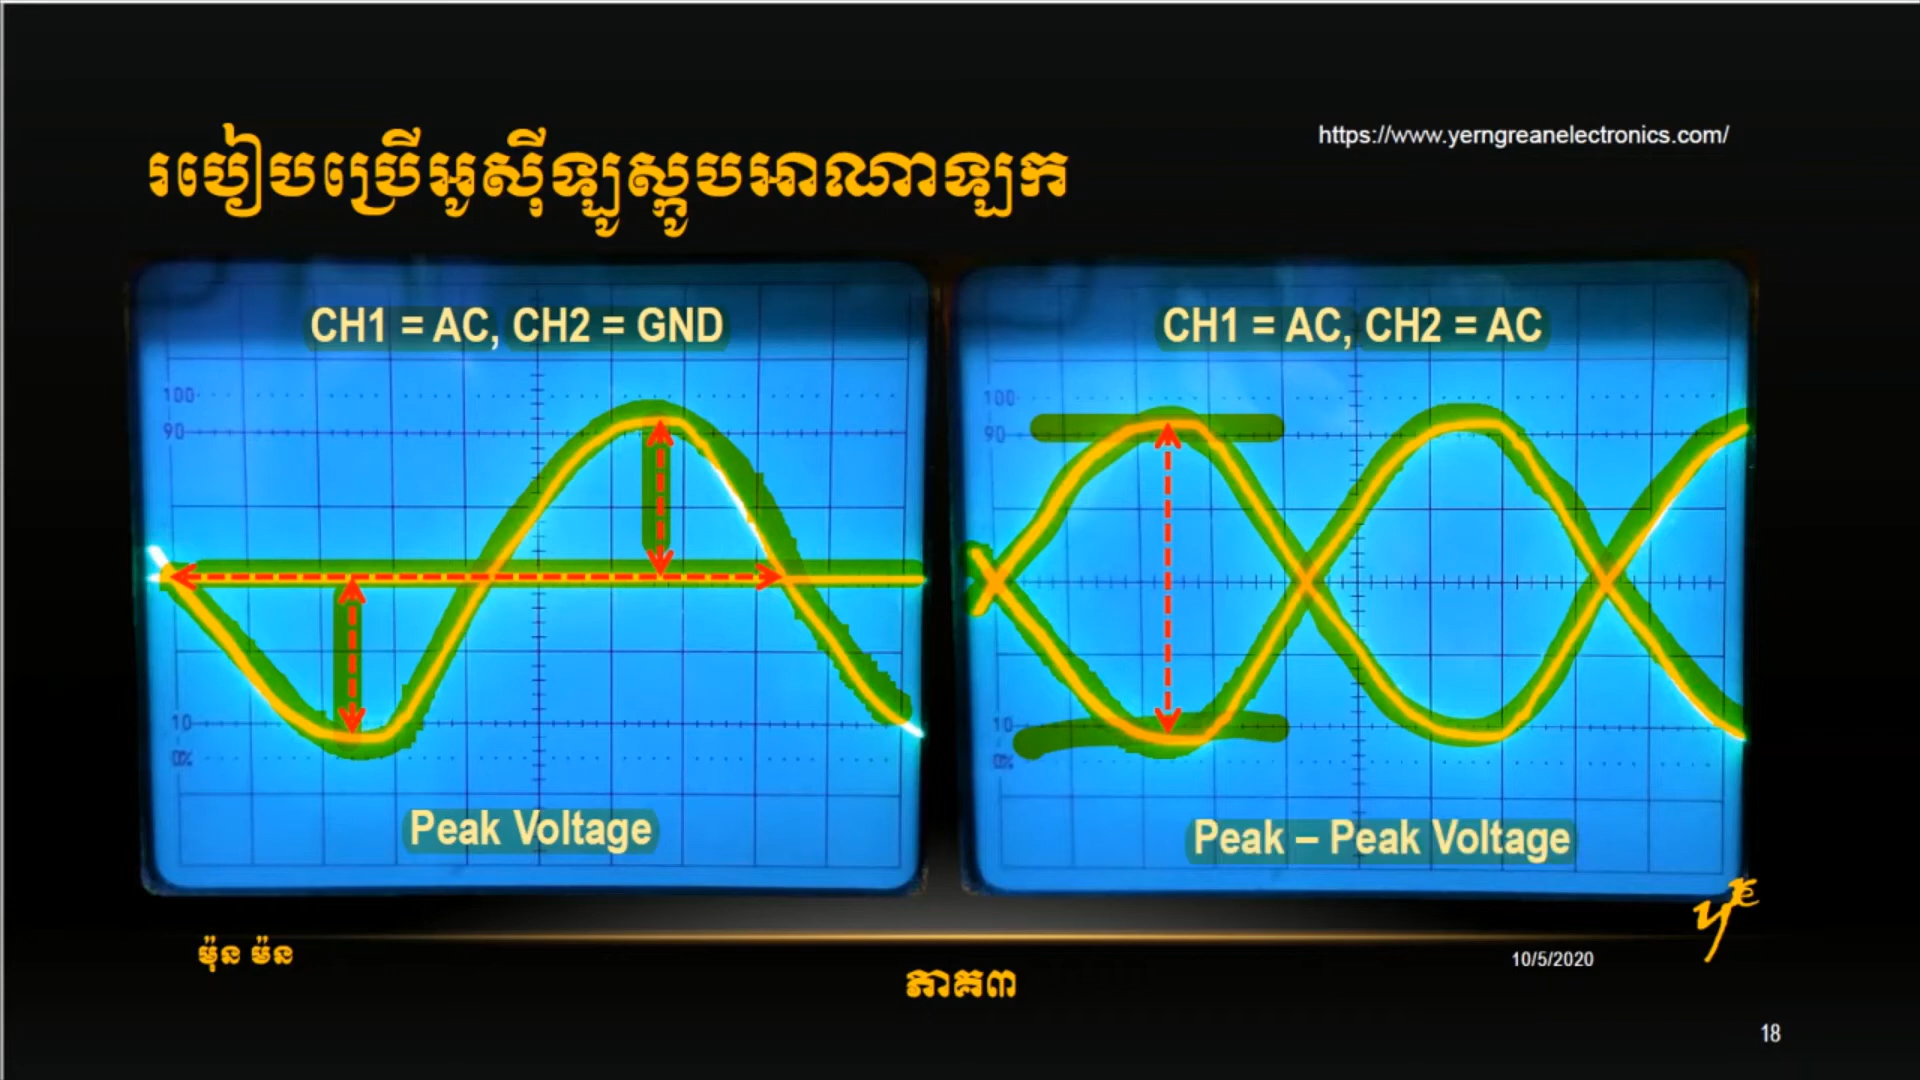 https://www.yerngreanelectronics.com/
របៀបប្រើអូស៊ីឡូស្កូបអាណាឡូក
CH1 = AC, CH2 = GND
CH1 = AC, CH2 = AC
100
90
10
0%
100
90
10
0%
Peak Voltage
Peak – Peak Voltage
ម៉ុន ម៉ន
10/5/2020
ភាគ៣
18